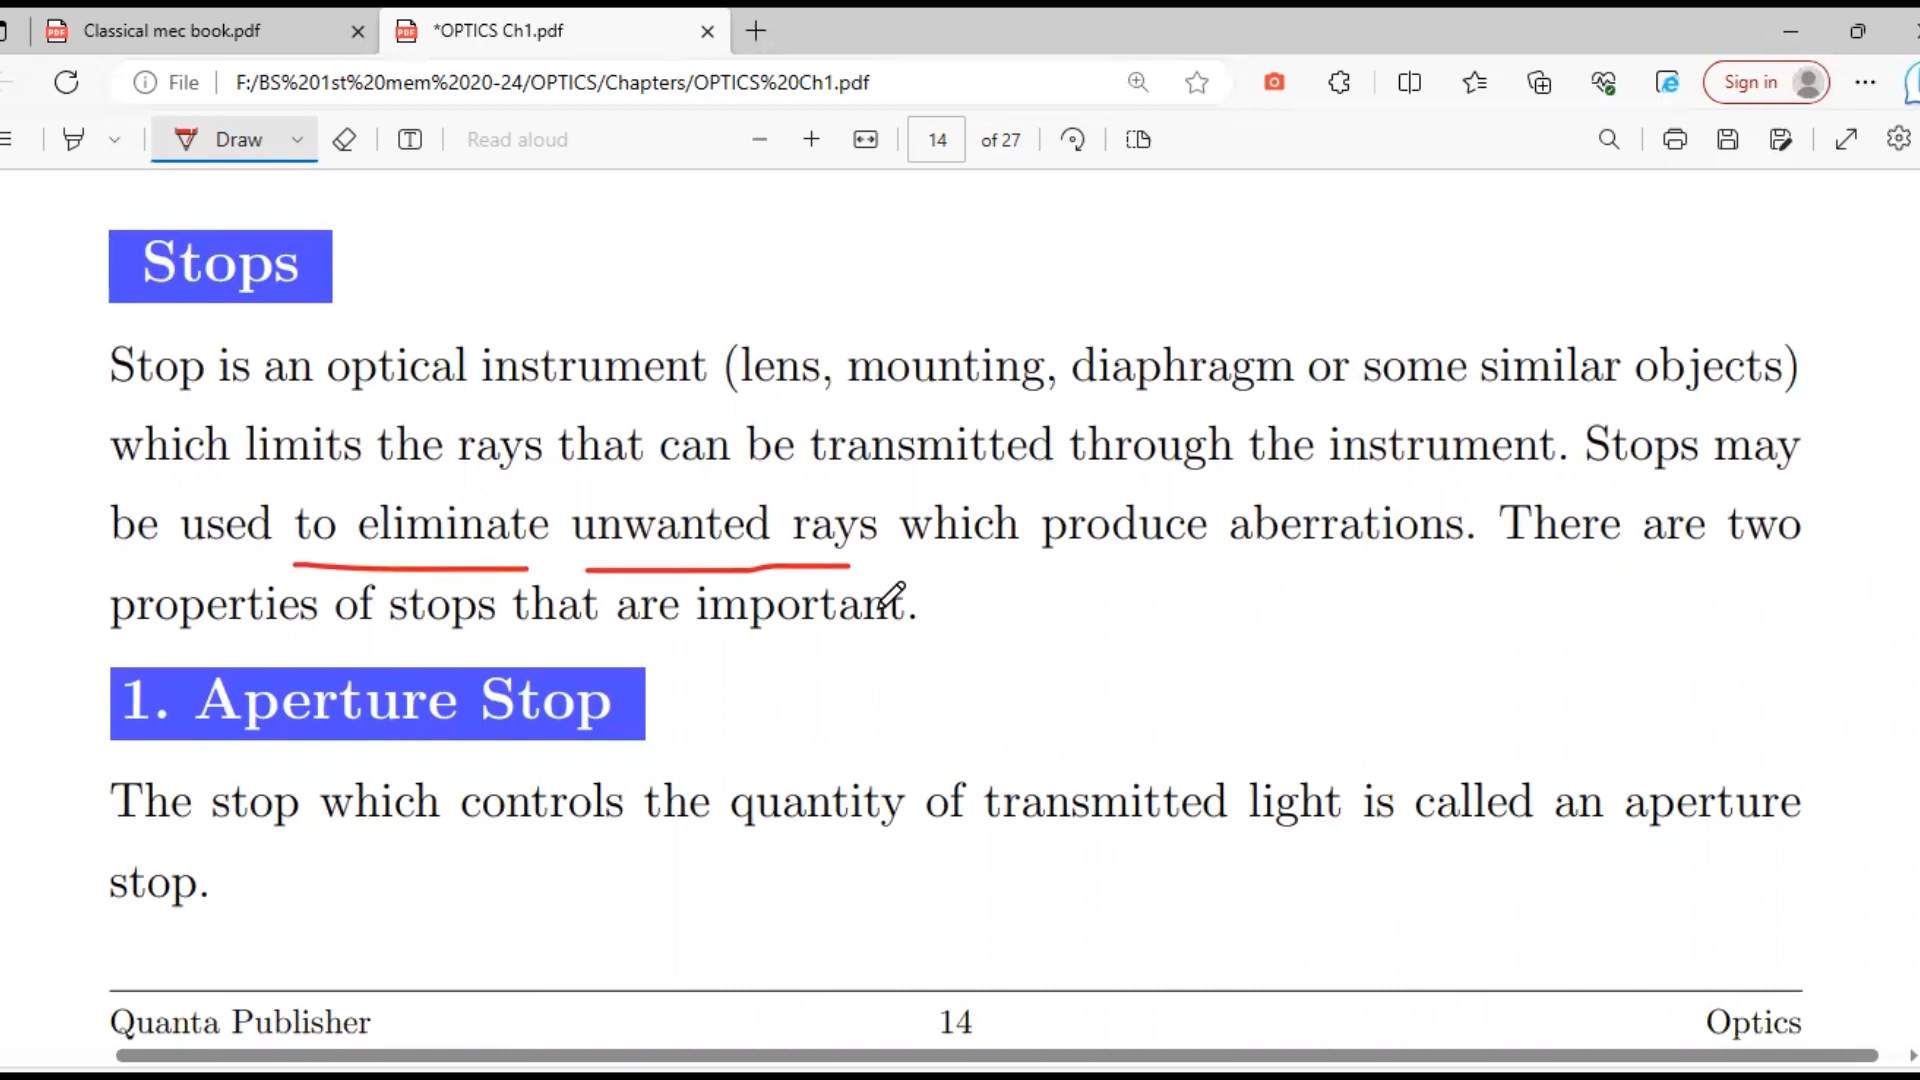 Classical mec book.pdf
*OPTICS Ch1.pdf
File
F:/BS%201st%20mem%2020-24/OPTICS/Chapters/OPTICS%20Ch1.pdf
Sign in
Draw
Read aloud
14
of 27
Stops
Stop is an optical instrument (lens, mounting, diaphragm or some similar objects)
which limits the rays that can be transmitted through the instrument. Stops may
be used to eliminate unwanted rays which produce aberrations. There are two
properties of stops that are important.
1. Aperture Stop
The stop which controls the quantity of transmitted light is called an aperture
stop.
Quanta Publisher
14
Optics